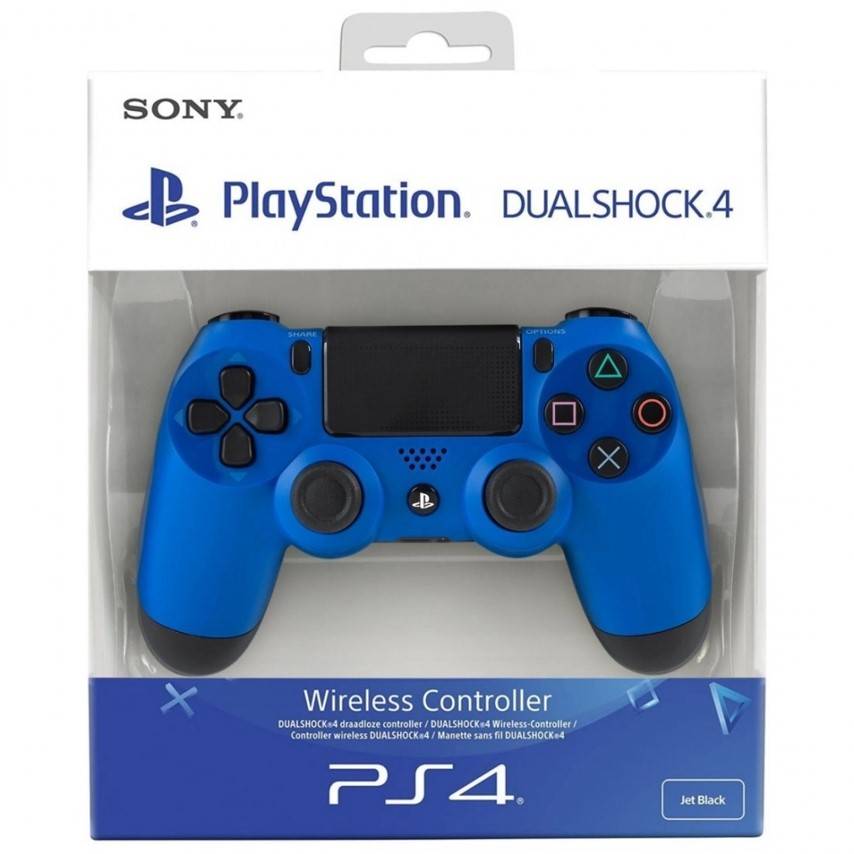 SONY®
PlayStation® DUALSHOCK®4
SHARE OPTIONS
Wireless Controller
DUALSHOCK®4 draadloze controller / DUALSHOCK®4 Wireless-Controller /
Controller wireless DUALSHOCK®4 / Manette sans fil DUALSHOCK®4
PS4®
Jet Black